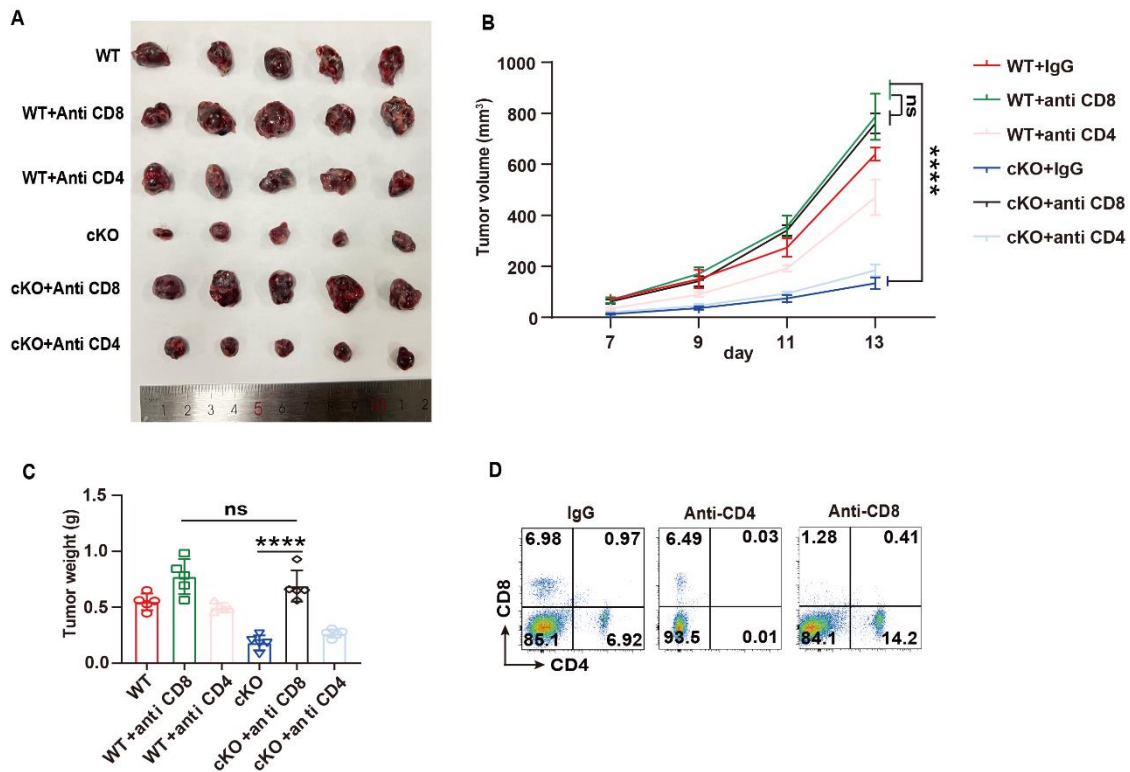 A
WT
WT+Anti CD8
WT+Anti CD4
cKO
cKO+Anti CD8
cKO+Anti CD4
1 2 3 4 5 6 7 8 9 10 1 2
B
Tumor volume (mm³)
1000
800
600
400
200
0
7 9 11 13
day
ns
****
WT+IgG
WT+anti CD8
WT+anti CD4
cKO+IgG
cKO+anti CD8
cKO+anti CD4
C
Tumor weight (g)
1.5
1.0
0.5
0.0
ns
****
WT
WT+anti CD8
WT+anti CD4
cKO
cKO+anti CD8
cKO+anti CD4
D
IgG
6.98 0.97
85.1 6.92
Anti-CD4
6.49 0.03
93.5 0.01
Anti-CD8
1.28 0.41
84.1 14.2
CD8
CD4